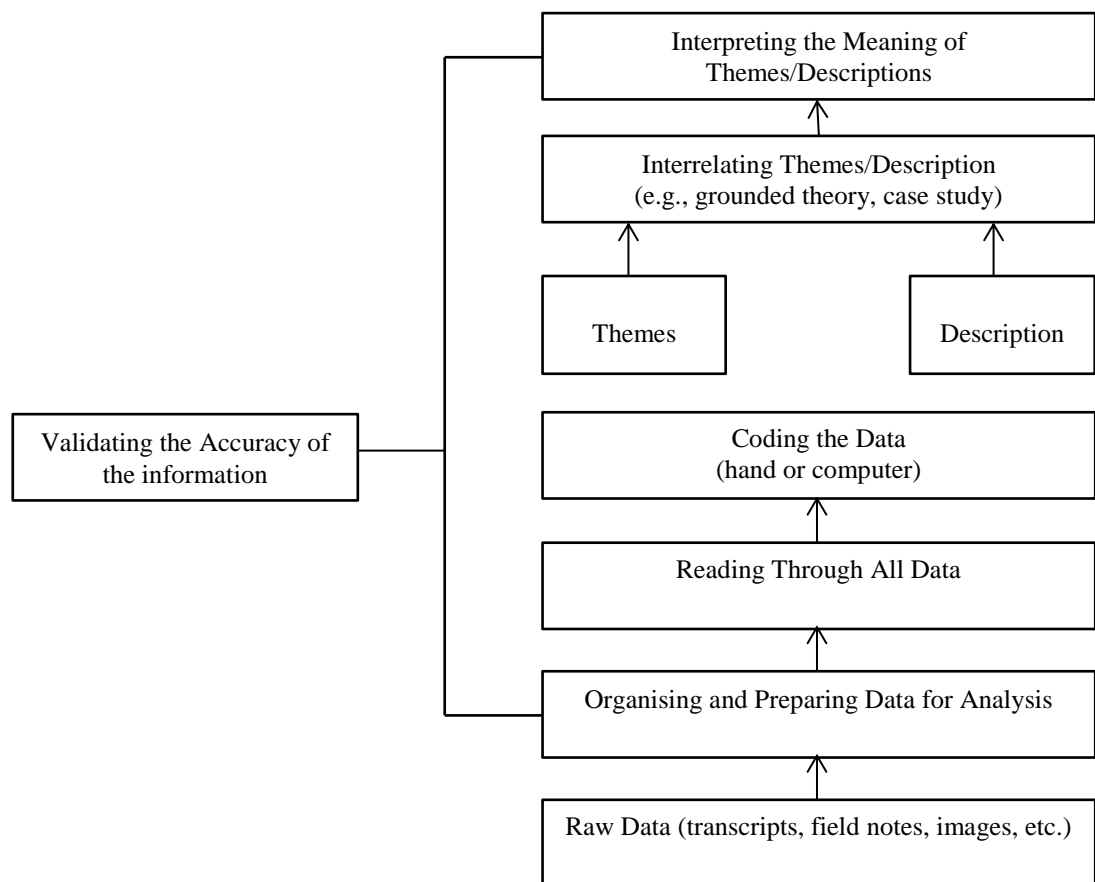 Interpreting the Meaning of
Themes/Descriptions
Interrelating Themes/Description
(e.g., grounded theory, case study)
Themes
Description
Validating the Accuracy of
the information
Coding the Data
(hand or computer)
Reading Through All Data
Organising and Preparing Data for Analysis
Raw Data (transcripts, field notes, images, etc.)